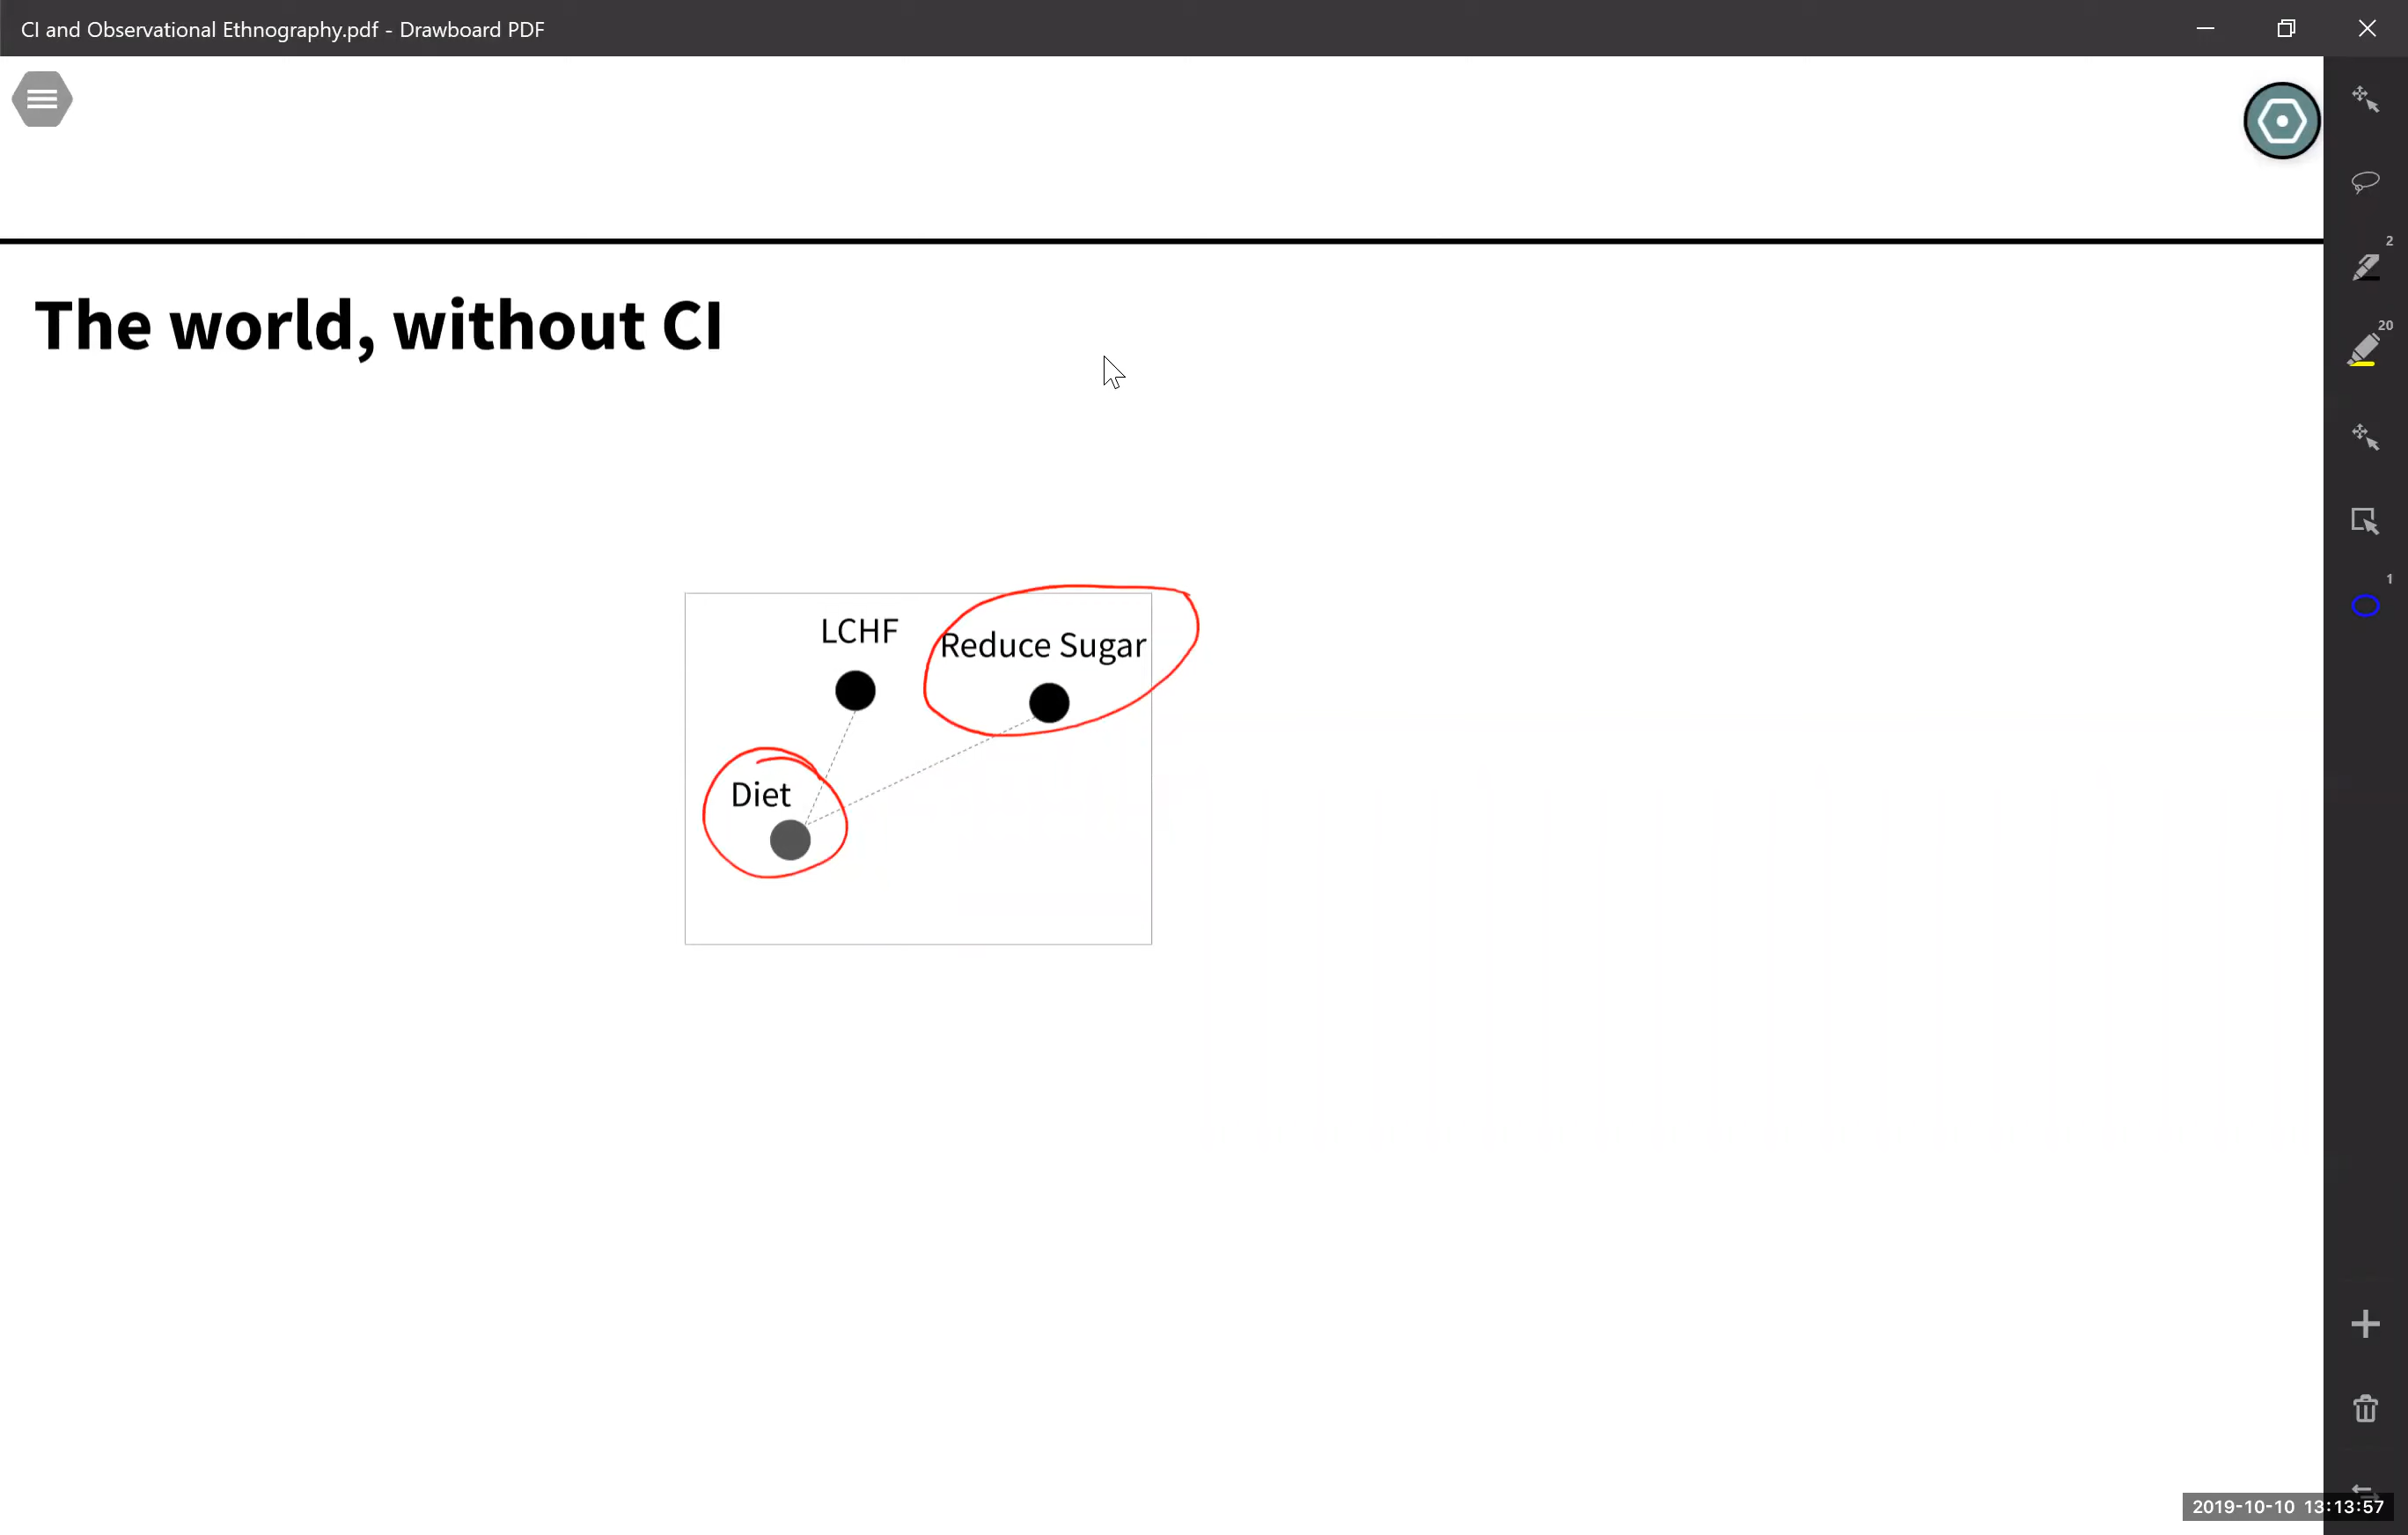 CI and Observational Ethnography.pdf - Drawboard PDF
2
20
The world, without CI
1
LCHF
Reduce Sugar
Diet
2019-10-10 13:13:57